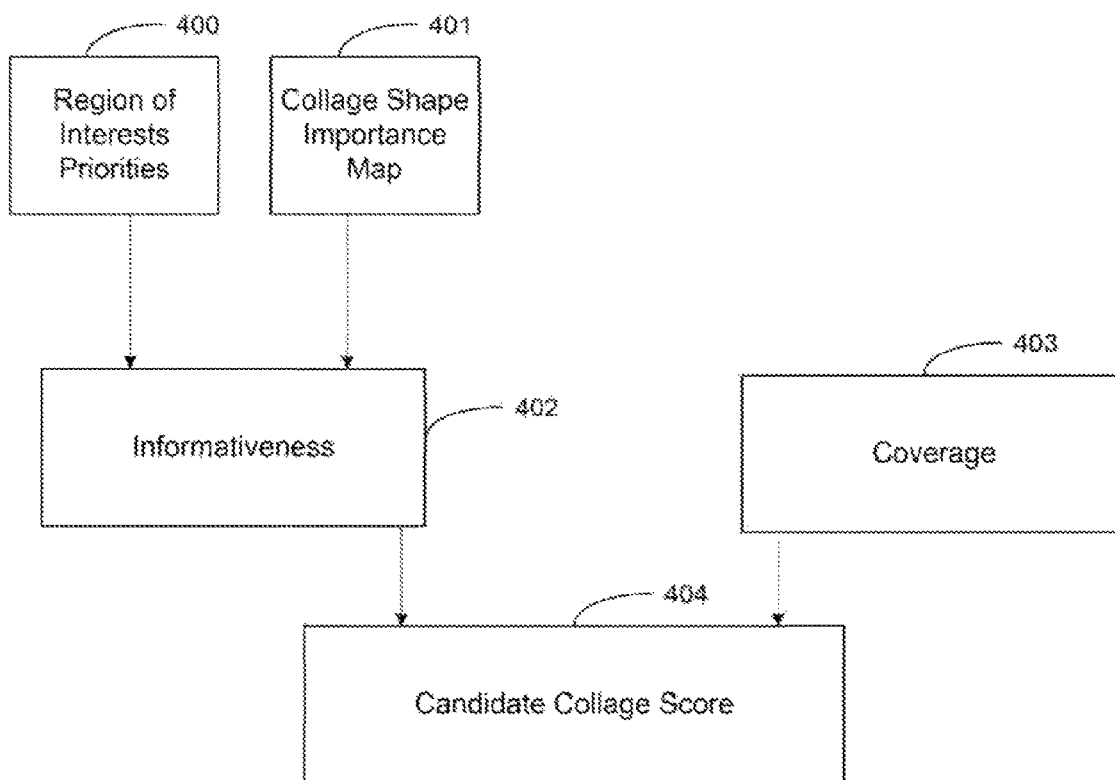 400
401
Region of
Interests
Priorities
Collage Shape
Importance
Map
403
402
Informativeness
Coverage
404
Candidate Collage Score